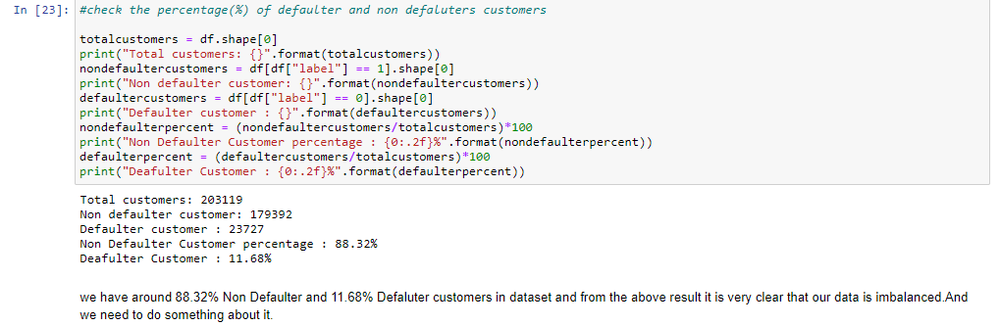 In [23]: #check the percentage(%) of defaulter and non defaluters customers
totalcustomers = df.shape[0]
print("Total customers: {}".format(totalcustomers))
nondefaultercustomers = df[df["label"] == 1].shape[0]
print("Non defaulter customer: {}".format(nondefaultercustomers))
defaultercustomers = df[df["label"] == 0].shape[0]
print("Defaulter customer : {}".format(defaultercustomers))
nondefaulterpercent = (nondefaultercustomers/totalcustomers)*100
print("Non Defaulter Customer percentage : {0:.2f}%".format(nondefaulterpercent))
defaulterpercent = (defaultercustomers/totalcustomers)*100
print("Deafulter Customer : {0:.2f}%".format(defaulterpercent))
Total customers: 203119
Non defaulter customer: 179392
Defaulter customer : 23727
Non Defaulter Customer percentage : 88.32%
Deafulter Customer : 11.68%
we have around 88.32% Non Defaulter and 11.68% Defaluter customers in dataset and from the above result it is very clear that our data is imbalanced.And
we need to do something about it.